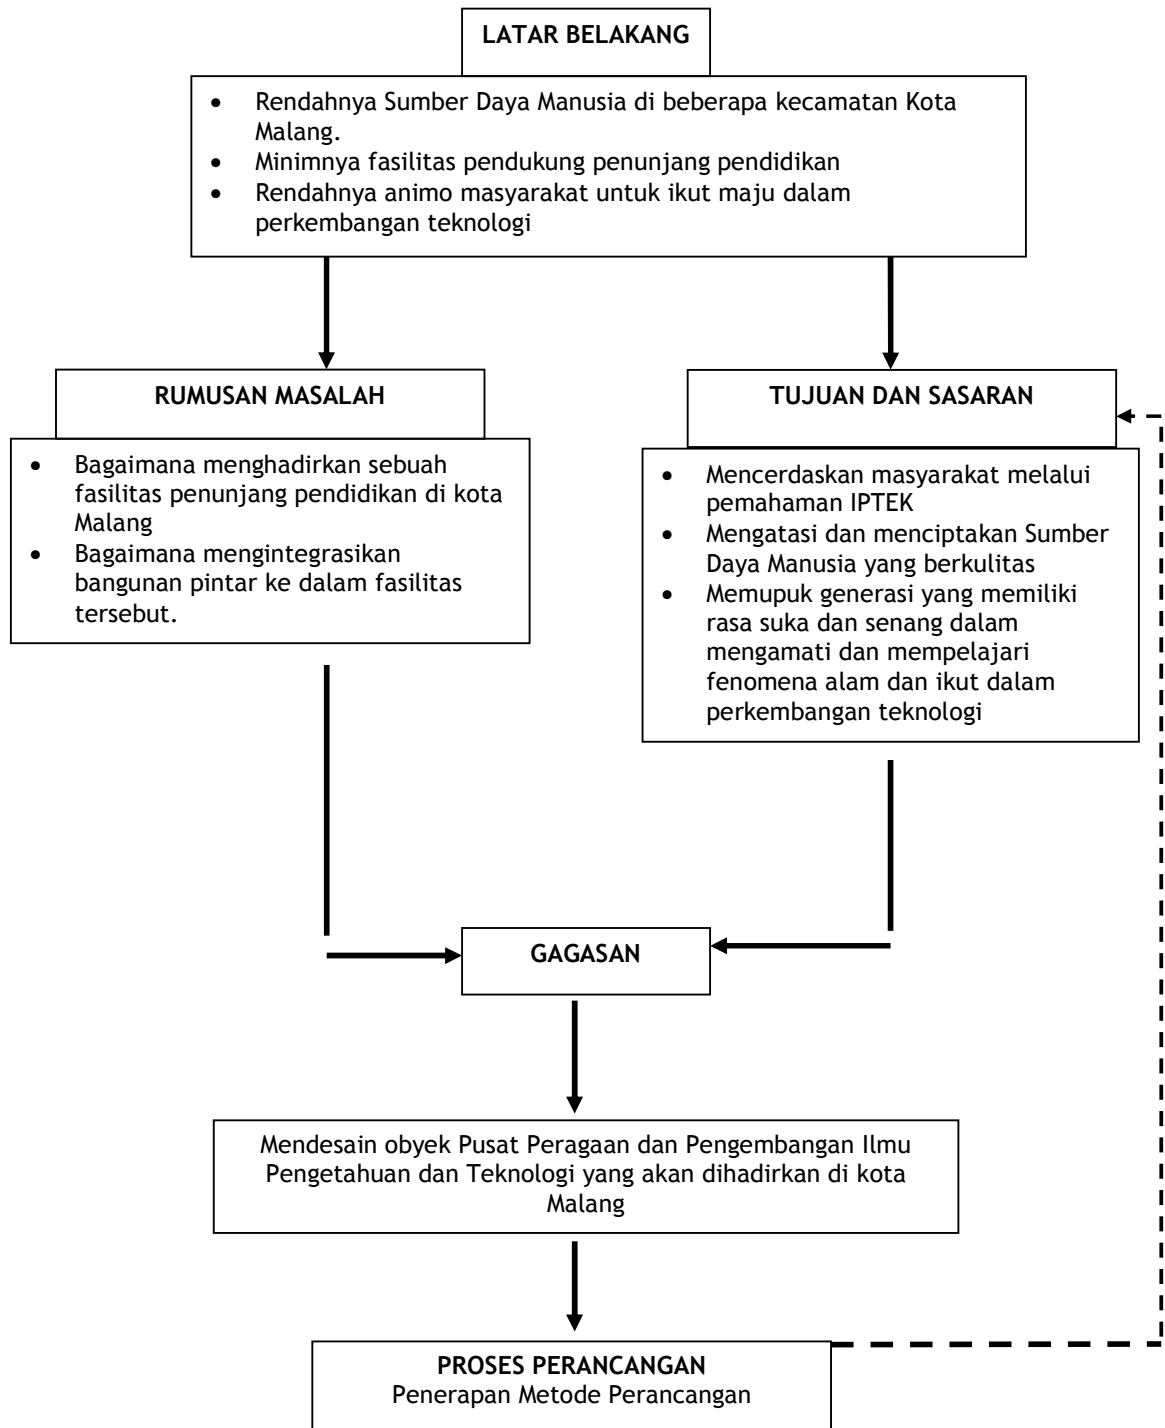 LATAR BELAKANG
• Rendahnya Sumber Daya Manusia di beberapa kecamatan Kota
Malang.
• Minimnya fasilitas pendukung penunjang pendidikan
• Rendahnya animo masyarakat untuk ikut maju dalam
perkembangan teknologi
RUMUSAN MASALAH
• Bagaimana menghadirkan sebuah
fasilitas penunjang pendidikan di kota
Malang
• Bagaimana mengintegrasikan
bangunan pintar ke dalam fasilitas
tersebut.
TUJUAN DAN SASARAN
• Mencerdaskan masyarakat melalui
pemahaman IPTEK
• Mengatasi dan menciptakan Sumber
Daya Manusia yang berkulitas
• Memupuk generasi yang memiliki
rasa suka dan senang dalam
mengamati dan mempelajari
fenomena alam dan ikut dalam
perkembangan teknologi
GAGASAN
Mendesain obyek Pusat Peragaan dan Pengembangan Ilmu
Pengetahuan dan Teknologi yang akan dihadirkan di kota
Malang
PROSES PERANCANGAN
Penerapan Metode Perancangan